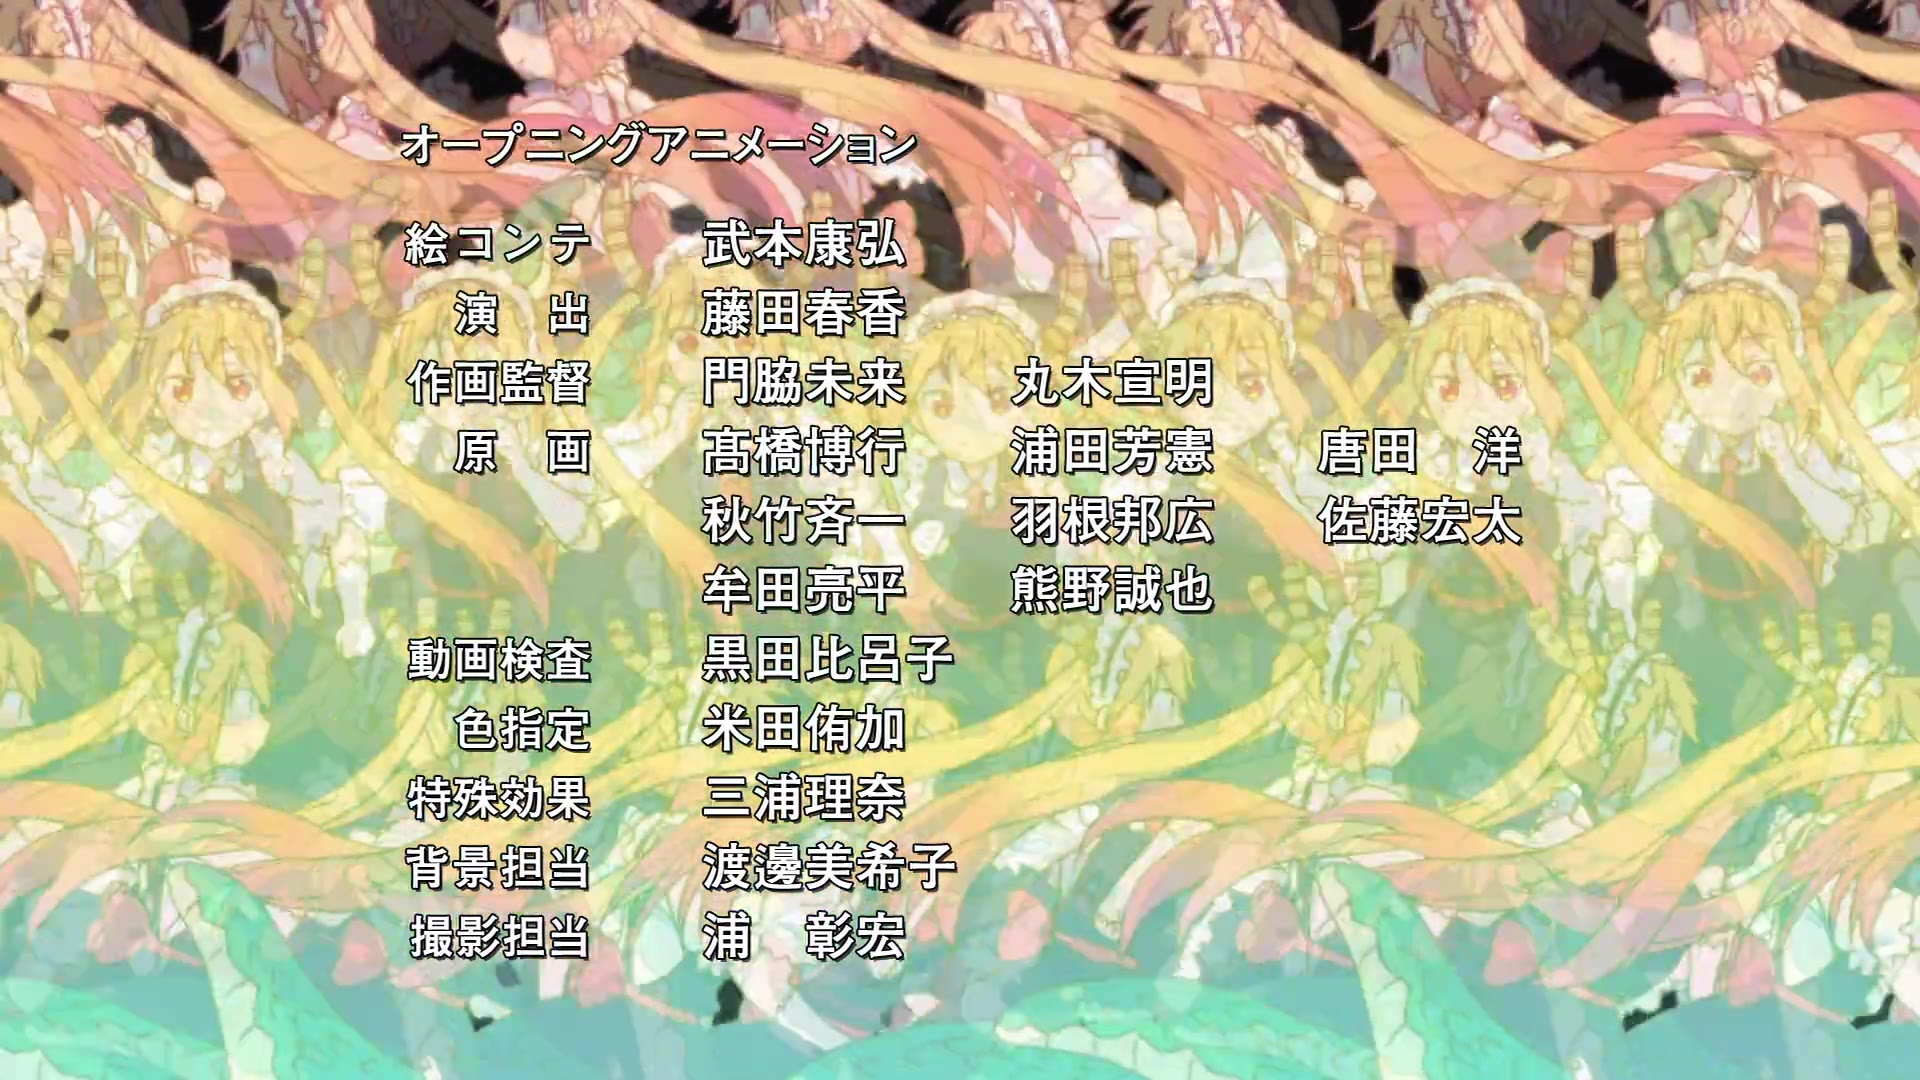 オープニングアニメーション
絵コンテ　武本康弘
演　出　藤田春香
作画監督　門脇未来　丸木宣明
原　画　髙橋博行　浦田芳憲　唐田　洋
秋竹斉一　羽根邦広　佐藤宏太
牟田亮平　熊野誠也
動画検査　黒田比呂子
色指定　米田侑加
特殊効果　三浦理奈
背景担当　渡邊美希子
撮影担当　浦　彰宏